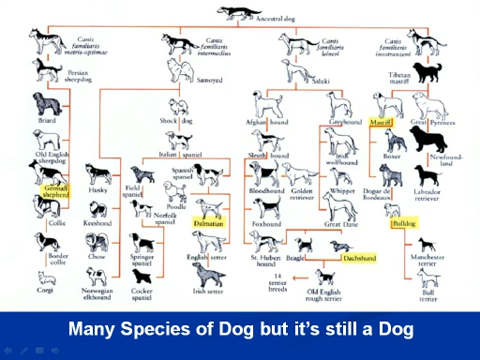 Ancestral dog
Canis
familiaris
metris-optimae
Canis
familiaris
intermedius
Canis
familiaris
leineri
Canis
familiaris
inostranzewi
Persian
sheepdog
Samoyed
Saluki
Tibetan
mastiff
Briard
Shock
dog
Afghan hound
Greyhound
Mastiff
Great Pyrenees
Old English
sheepdog
Italian spaniel
Sleuth hound
Irish
wolfhound
Boxer
Newfound-
land
German
shepherd
Husky
Field
spaniel
Spanish
spaniel
Bloodhound
Golden
retriever
Whippet
Dogue de
Bordeaux
Labrador
retriever
Poodle
Collie
Keeshond
Norfolk
spaniel
Dalmatian
Foxhound
Great Dane
Bulldog
Border
collie
Chow
Springer
spaniel
English setter
St. Hubert
hound
Beagle
Dachshund
Manchester
terrier
Corgi
Norwegian
elkhound
Cocker
spaniel
Irish setter
14
terrier
breeds
Old English
rough terrier
Bull
terrier
Many Species of Dog but it's still a Dog